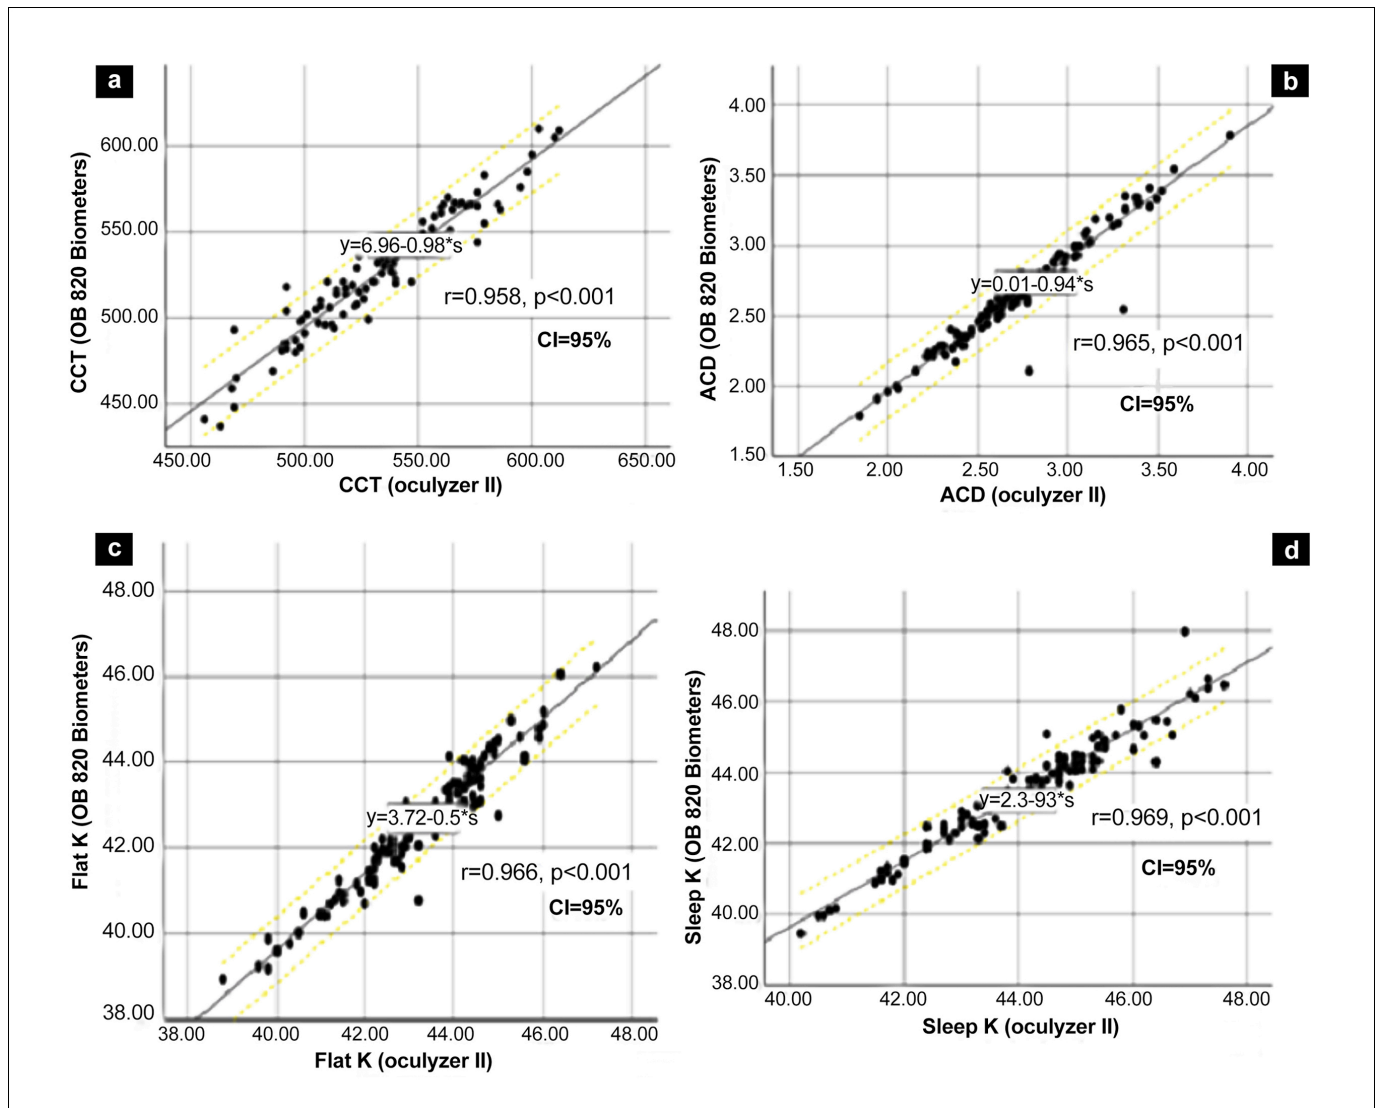 a
CCT (OB 820 Biometers)
600.00
550.00
500.00
450.00
y=6.96-0.98*s
r=0.958, p<0.001
CI=95%
450.00 500.00 550.00 600.00 650.00
CCT (oculyzer II)
b
ACD (OB 820 Biometers)
4.00
3.50
3.00
2.50
2.00
1.50
y=0.01-0.94*s
r=0.965, p<0.001
CI=95%
1.50 2.00 2.50 3.00 3.50 4.00
ACD (oculyzer II)
c
Flat K (OB 820 Biometers)
48.00
46.00
44.00
42.00
40.00
38.00
y=3.72-0.5*s
r=0.966, p<0.001
CI=95%
38.00 40.00 42.00 44.00 46.00 48.00
Flat K (oculyzer II)
d
Sleep K (OB 820 Biometers)
48.00
46.00
44.00
42.00
40.00
38.00
y=2.3-93*s
r=0.969, p<0.001
CI=95%
40.00 42.00 44.00 46.00 48.00
Sleep K (oculyzer II)